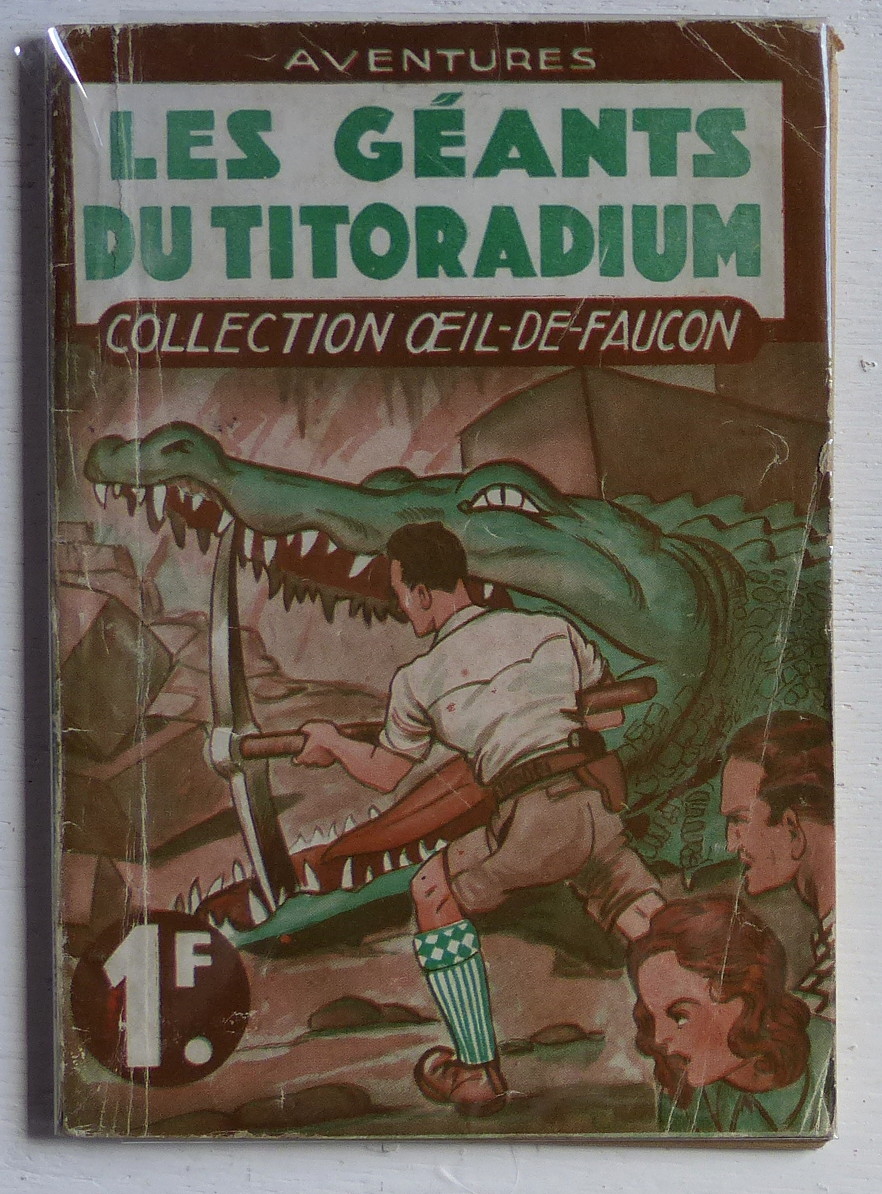 AVENTURES
LES GÉANTS
DU TITORADIUM
COLLECTION ŒIL-DE-FAUCON
1F.